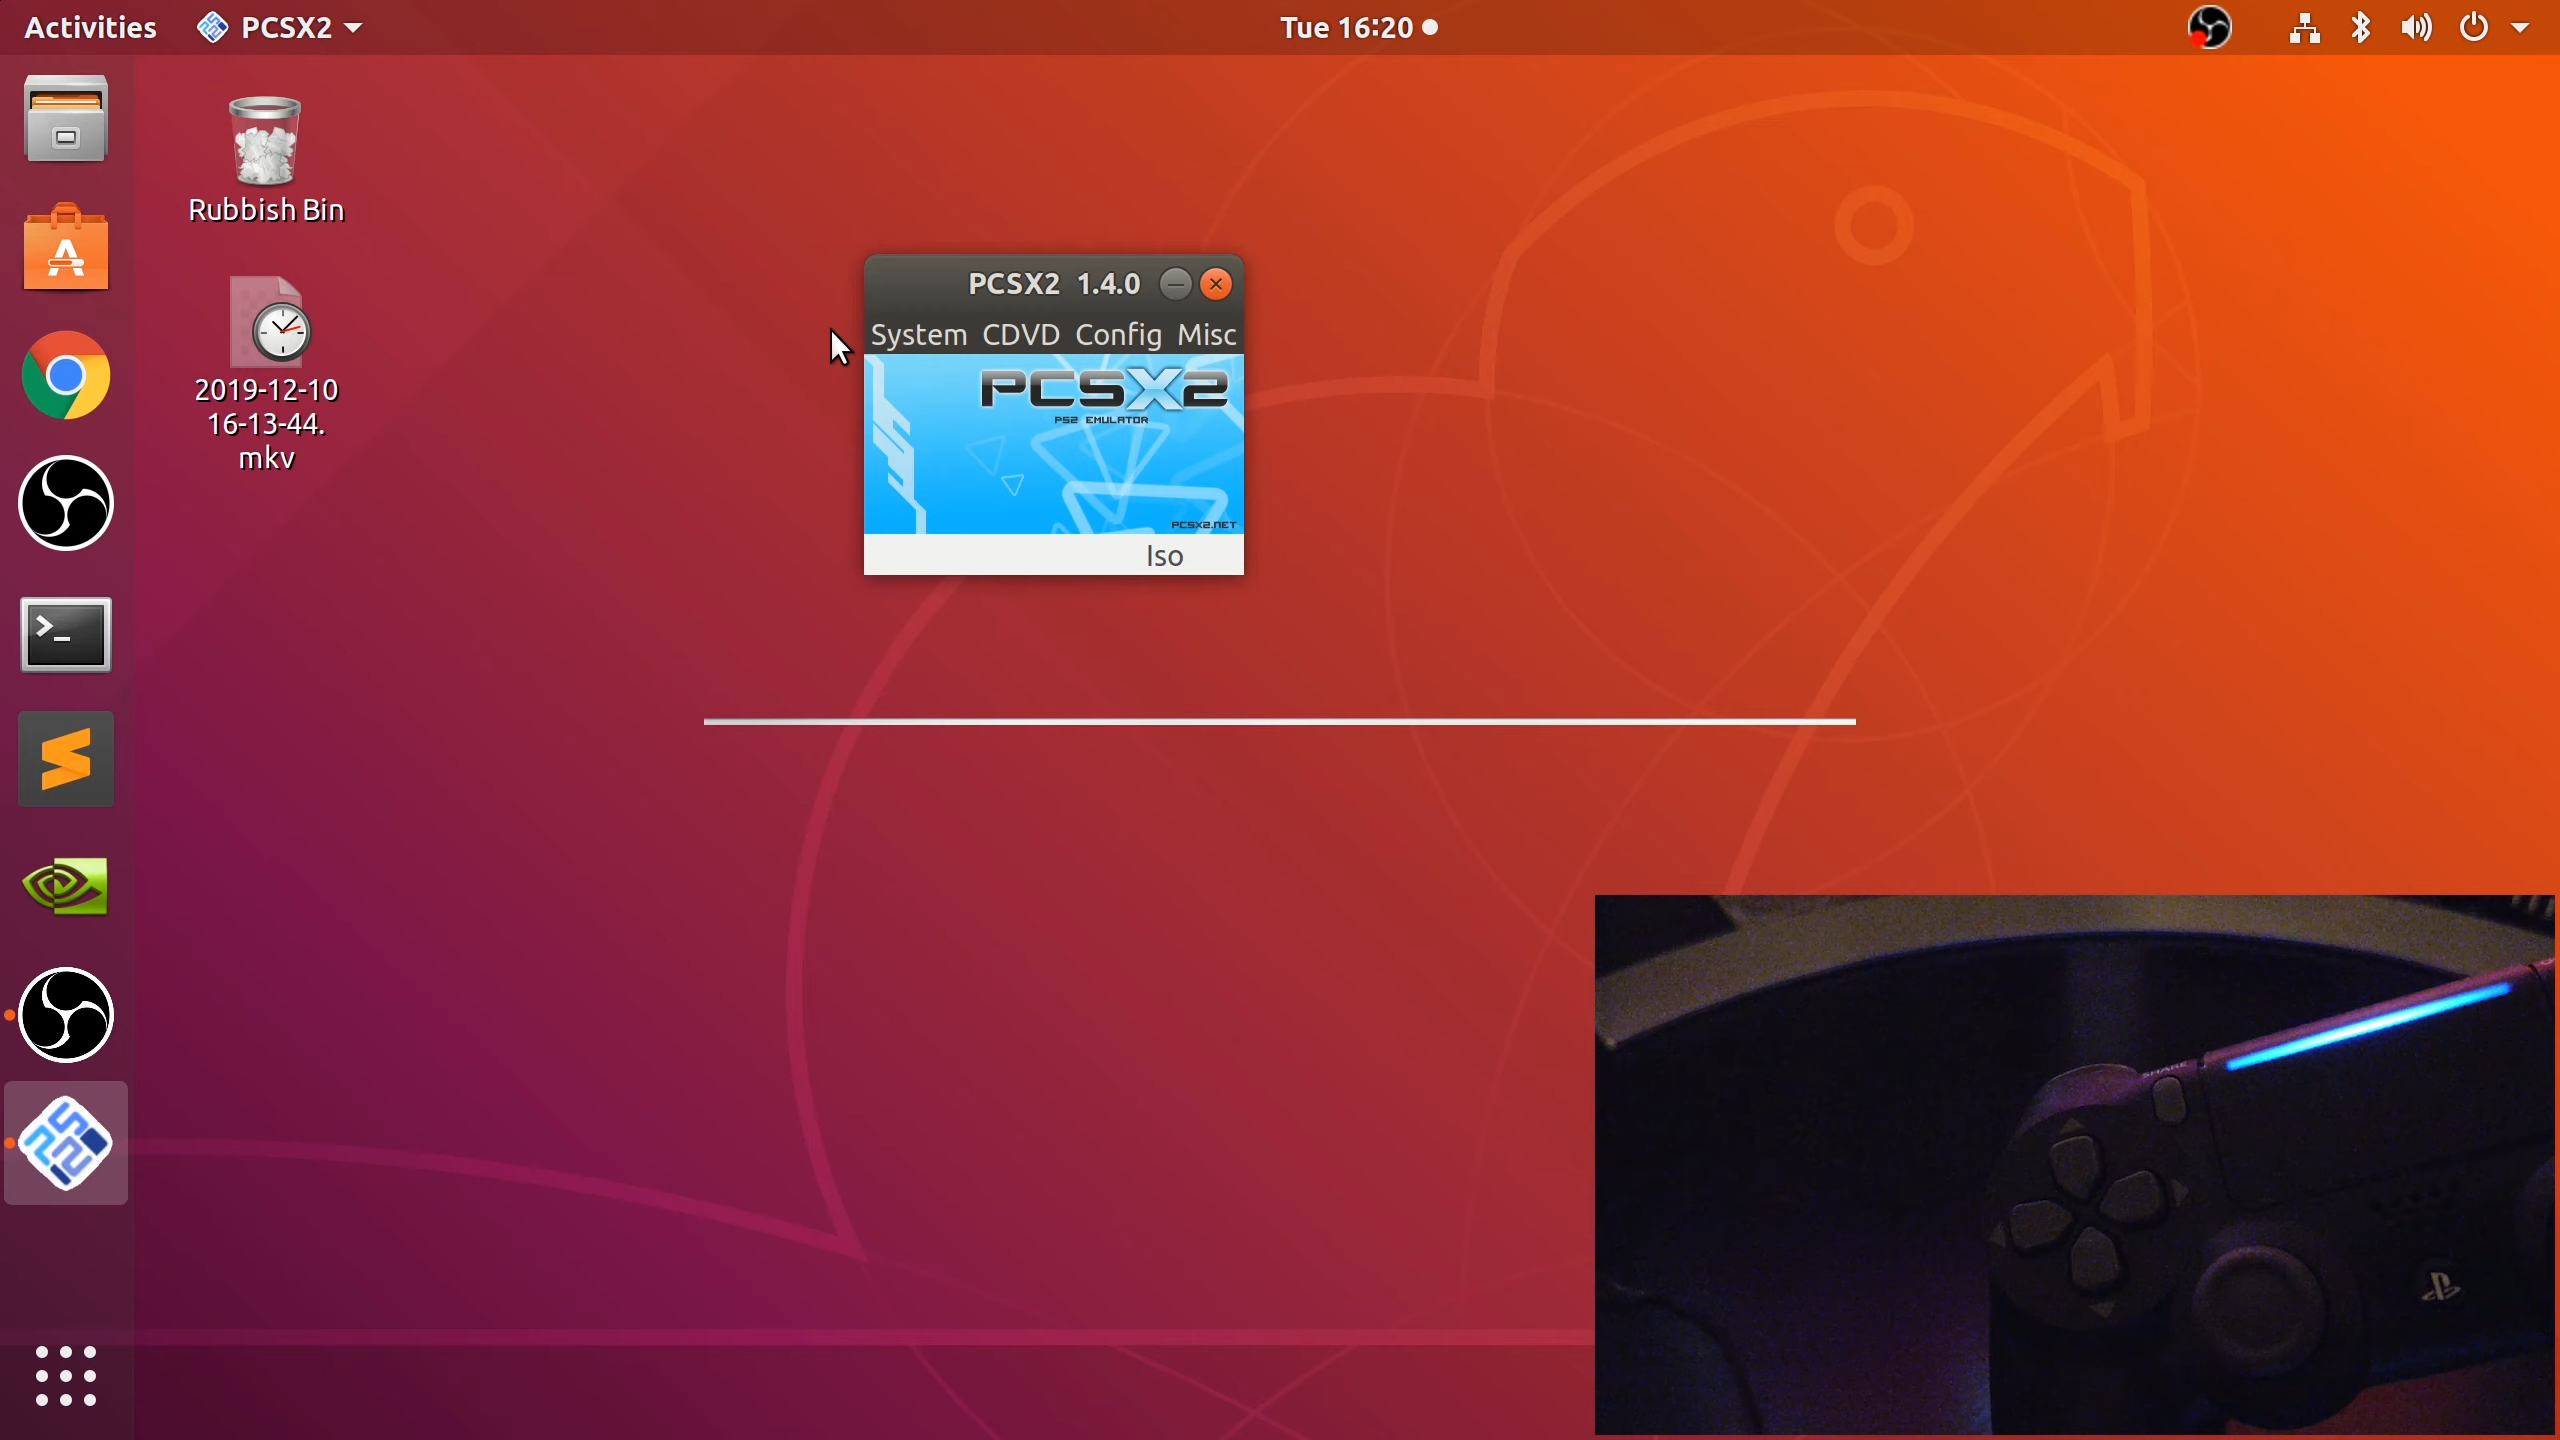 Activities
PCSX2
Tue 16:20
Rubbish Bin
2019-12-10
16-13-44.
mkv
PCSX2 1.4.0
System CDVD Config Misc
PCSX2
PS2 EMULATOR
PCSX2.NET
Iso
SHARE